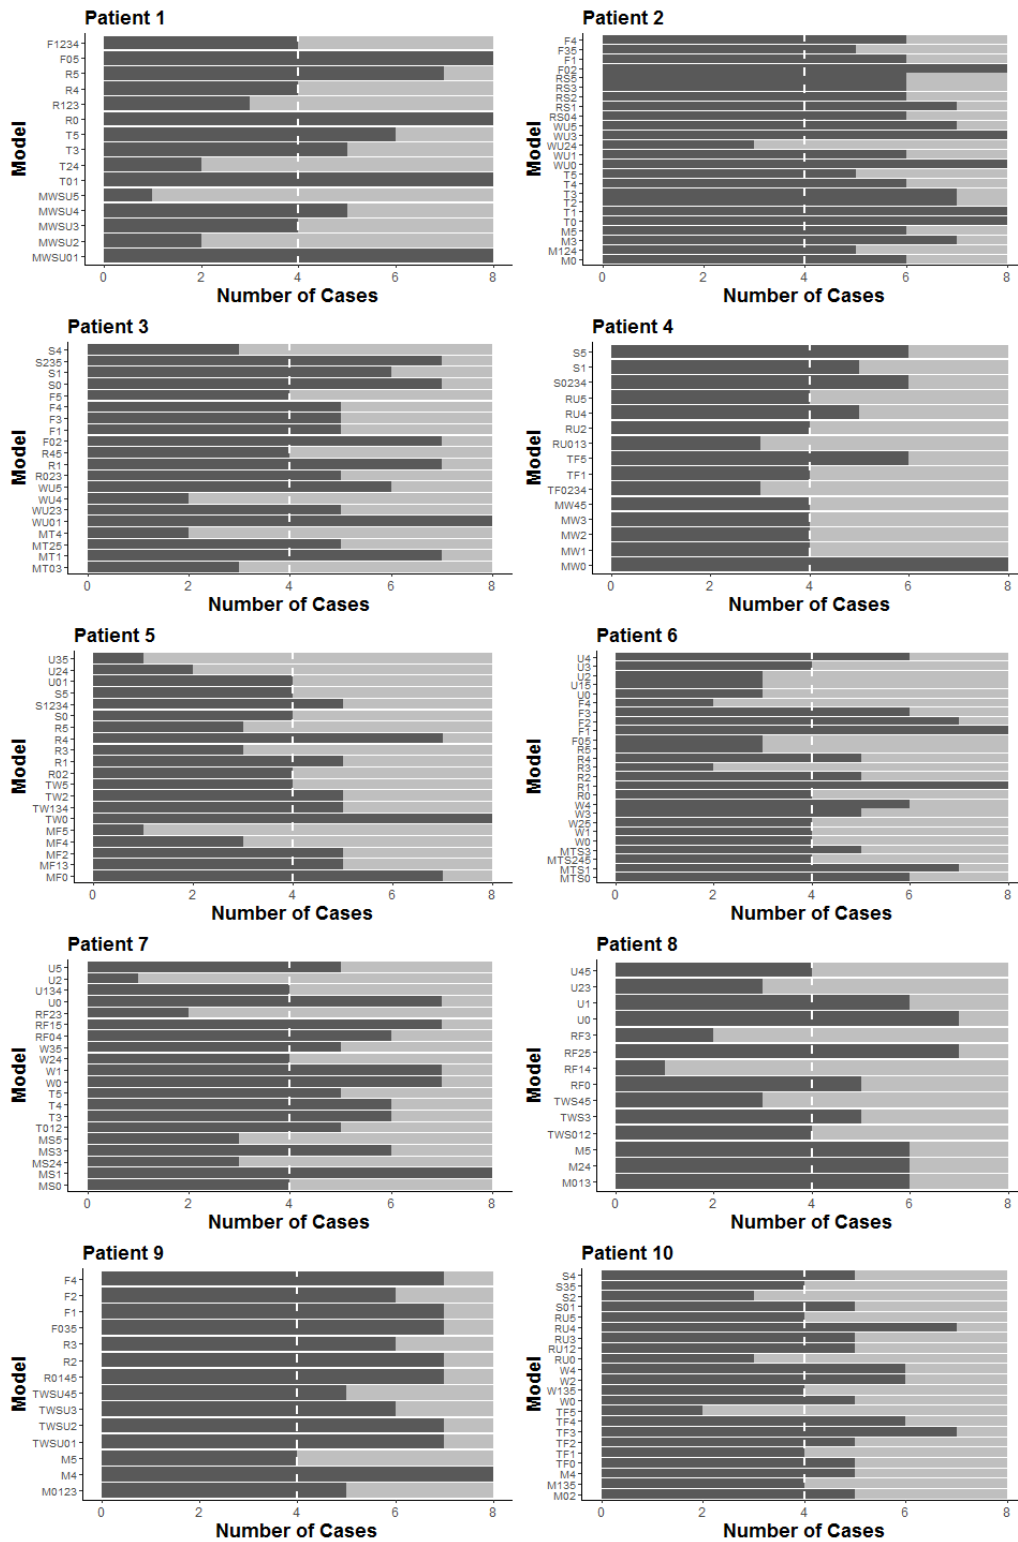 Patient 1
Model
F1234
F05
R5
R4
R123
R0
T5
T3
T24
T01
MWSU5
MWSU4
MWSU3
MWSU2
MWSU01
0 2 4 6 8
Number of Cases
Patient 2
Model
F4
F35
F1
F02
RS5
RS3
RS2
RS1
RS04
WU5
WU3
WU24
WU1
WU0
T5
T4
T3
T2
T1
T0
M5
M3
M124
M0
0 2 4 6 8
Number of Cases
Patient 3
Model
S4
S235
S1
S0
F5
F4
F3
F1
F02
R45
R1
R023
WU5
WU4
WU23
WU01
MT4
MT25
MT1
MT03
0 2 4 6 8
Number of Cases
Patient 4
Model
S5
S1
S0234
RU5
RU4
RU2
RU013
TF5
TF1
TF0234
MW45
MW3
MW2
MW1
MW0
0 2 4 6 8
Number of Cases
Patient 5
Model
U35
U24
U01
S5
S1234
S0
R5
R4
R3
R1
R02
TW5
TW2
TW134
TW0
MF5
MF4
MF2
MF13
MF0
0 2 4 6 8
Number of Cases
Patient 6
Model
U4
U3
U2
U15
U0
F4
F3
F2
F1
F05
R5
R4
R3
R2
R1
R0
W4
W3
W25
W1
W0
MTS3
MTS245
MTS1
MTS0
0 2 4 6 8
Number of Cases
Patient 7
Model
U5
U2
U134
U0
RF23
RF15
RF04
W35
W24
W1
W0
T5
T4
T3
T012
MS5
MS3
MS24
MS1
MS0
0 2 4 6 8
Number of Cases
Patient 8
Model
U45
U23
U1
U0
RF3
RF25
RF14
RF0
TWS45
TWS3
TWS012
M5
M24
M013
0 2 4 6 8
Number of Cases
Patient 9
Model
F4
F2
F1
F035
R3
R2
R0145
TWSU45
TWSU3
TWSU2
TWSU01
M5
M4
M0123
0 2 4 6 8
Number of Cases
Patient 10
Model
S4
S35
S2
S01
RU5
RU4
RU3
RU12
RU0
W4
W2
W135
W0
TF5
TF4
TF3
TF2
TF1
TF0
M4
M135
M02
0 2 4 6 8
Number of Cases